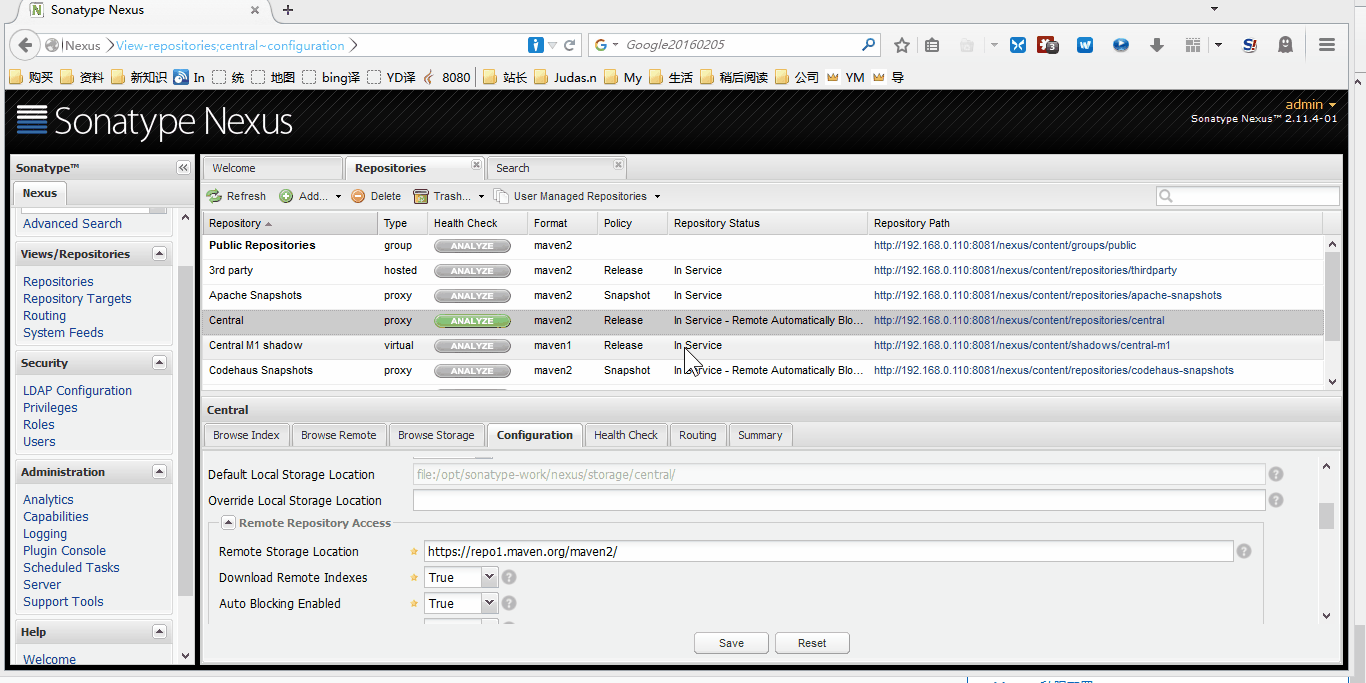 Sonatype Nexus
Nexus View-repositories;central~configuration Google20160205 3 W S!
购买 资料 新知识 In 统 地图 bing译 YD译 8080 站长 Judas.n My 生活 稍后阅读 公司 YM 导
Sonatype Nexus
admin
Sonatype Nexus™ 2.11.4-01
Sonatype™
Nexus
Advanced Search
Views/Repositories
Repositories
Repository Targets
Routing
System Feeds
Security
LDAP Configuration
Privileges
Roles
Users
Administration
Analytics
Capabilities
Logging
Plugin Console
Scheduled Tasks
Server
Support Tools
Help
Welcome
Welcome Repositories Search
Refresh Add... Delete Trash... User Managed Repositories
Repository Type Health Check Format Policy Repository Status Repository Path
Public Repositories group ANALYZE maven2 http://192.168.0.110:8081/nexus/content/groups/public
3rd party hosted ANALYZE maven2 Release In Service http://192.168.0.110:8081/nexus/content/repositories/thirdparty
Apache Snapshots proxy ANALYZE maven2 Snapshot In Service http://192.168.0.110:8081/nexus/content/repositories/apache-snapshots
Central proxy ANALYZE maven2 Release In Service - Remote Automatically Blo... http://192.168.0.110:8081/nexus/content/repositories/central
Central M1 shadow virtual ANALYZE maven1 Release In Service http://192.168.0.110:8081/nexus/content/shadows/central-m1
Codehaus Snapshots proxy ANALYZE maven2 Snapshot In Service - Remote Automatically Blo... http://192.168.0.110:8081/nexus/content/repositories/codehaus-snapshots
Central
Browse Index Browse Remote Browse Storage Configuration Health Check Routing Summary
Default Local Storage Location file:/opt/sonatype-work/nexus/storage/central/
Override Local Storage Location
Remote Repository Access
Remote Storage Location https://repo1.maven.org/maven2/
Download Remote Indexes True
Auto Blocking Enabled True
Save Reset